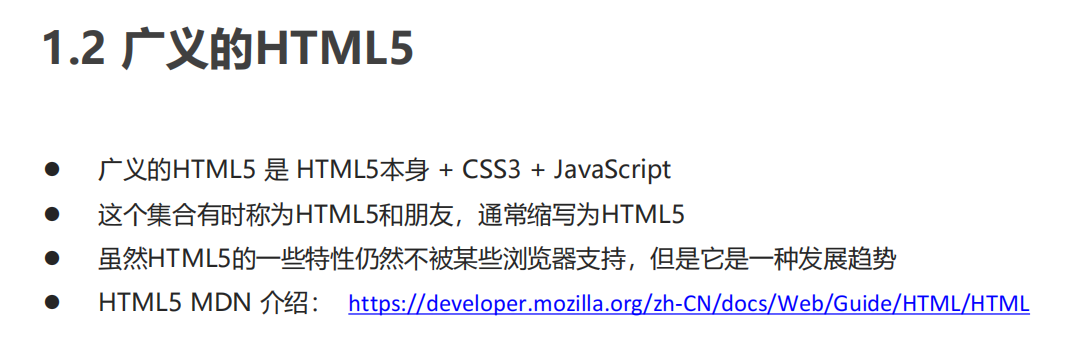 1.2 广义的HTML5
● 广义的HTML5 是 HTML5本身 + CSS3 + JavaScript
● 这个集合有时称为HTML5和朋友，通常缩写为HTML5
● 虽然HTML5的一些特性仍然不被某些浏览器支持，但是它是一种发展趋势
● HTML5 MDN 介绍： https://developer.mozilla.org/zh-CN/docs/Web/Guide/HTML/HTML